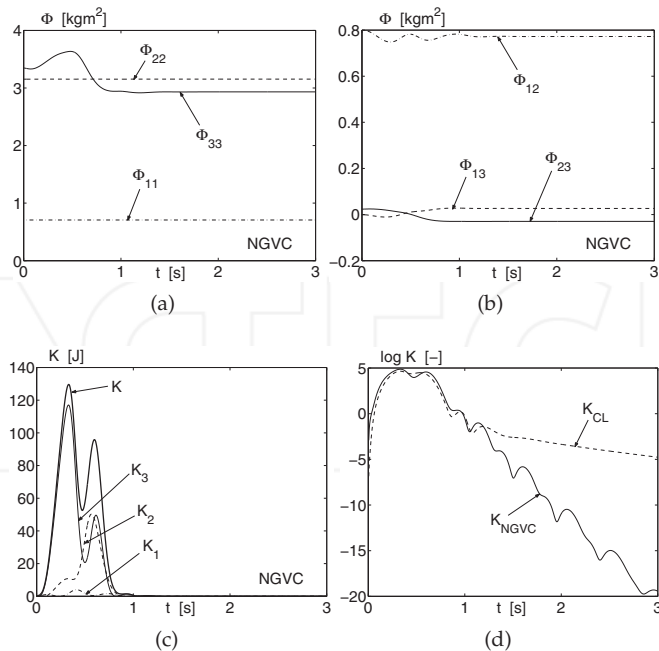 Φ [kgm²]
4
3
2
1
0
0 1 2 3
t [s]
Φ22
Φ33
Φ11
NGVC
(a)
Φ [kgm²]
0.8
0.6
0.4
0.2
0
−0.2
0 1 2 3
t [s]
Φ12
Φ13
Φ23
NGVC
(b)
K [J]
140
120
100
80
60
40
20
0
0 1 2 3
t [s]
K
K3
K2
K1
NGVC
(c)
log K [−]
5
0
−5
−10
−15
−20
0 1 2 3
t [s]
KCL
KNGVC
(d)